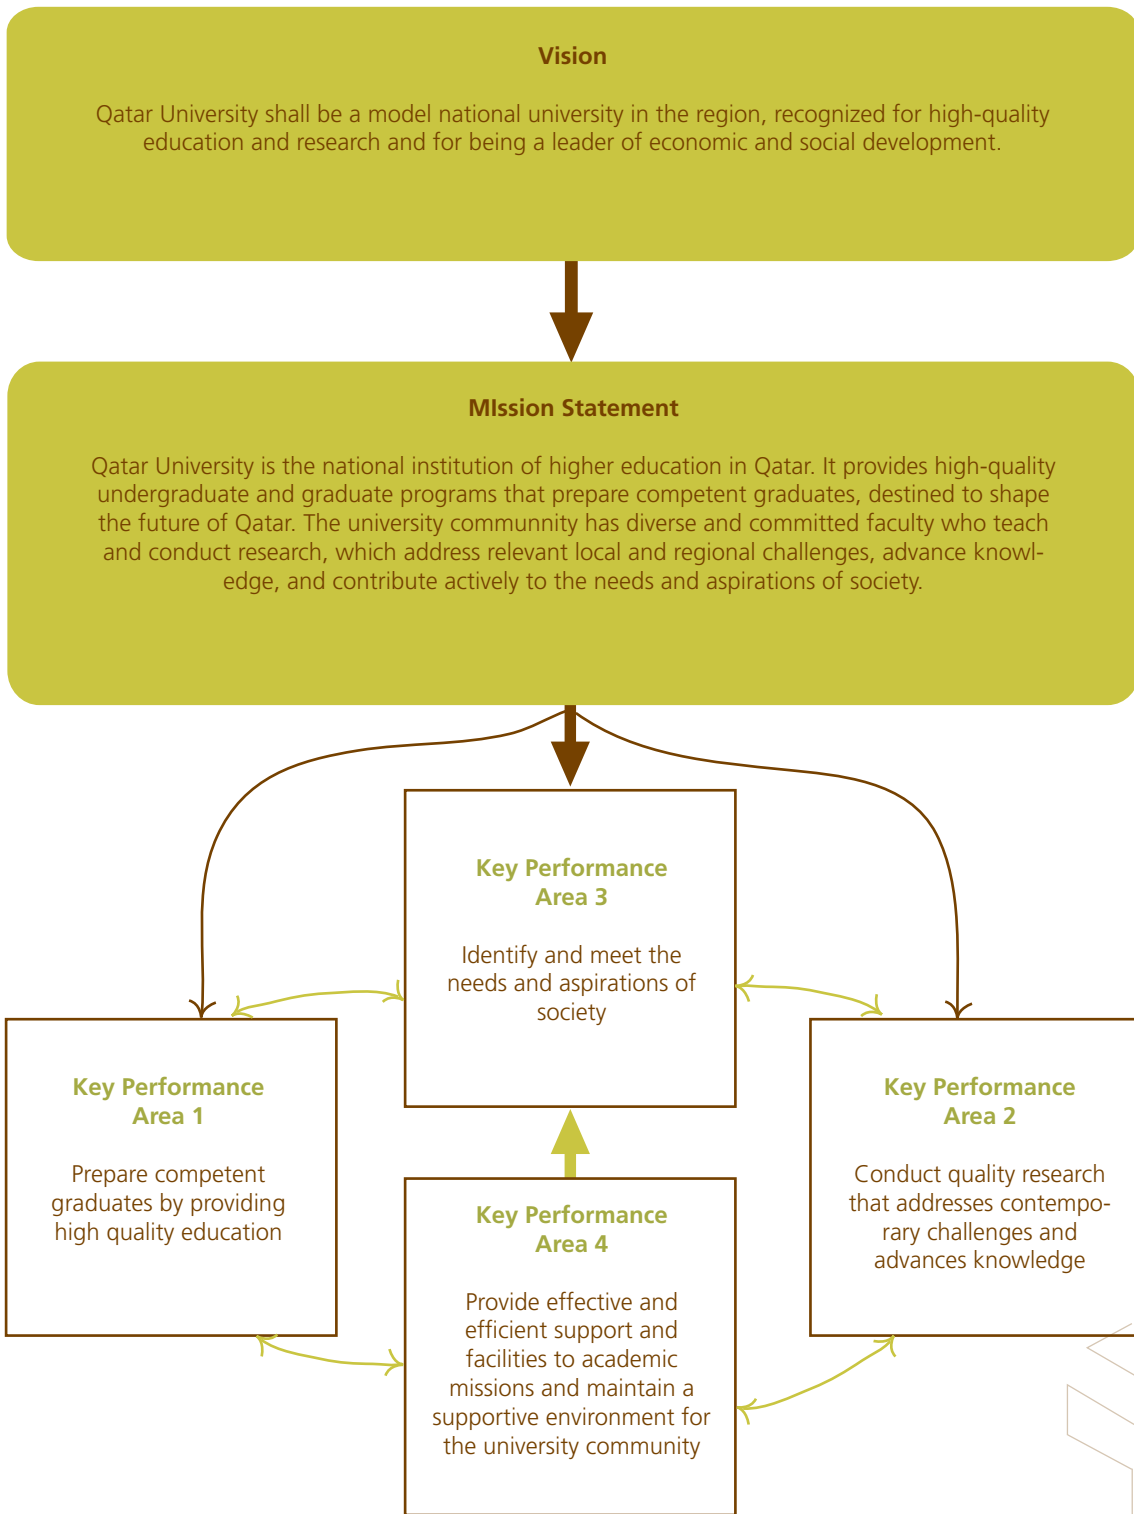 Vision
Qatar University shall be a model national university in the region, recognized for high-quality
education and research and for being a leader of economic and social development.
MIssion Statement
Qatar University is the national institution of higher education in Qatar. It provides high-quality
undergraduate and graduate programs that prepare competent graduates, destined to shape
the future of Qatar. The university communnity has diverse and committed faculty who teach
and conduct research, which address relevant local and regional challenges, advance knowl-
edge, and contribute actively to the needs and aspirations of society.
Key Performance
Area 3
Identify and meet the
needs and aspirations of
society
Key Performance
Area 1
Prepare competent
graduates by providing
high quality education
Key Performance
Area 2
Conduct quality research
that addresses contempo-
rary challenges and
advances knowledge
Key Performance
Area 4
Provide effective and
efficient support and
facilities to academic
missions and maintain a
supportive environment for
the university community